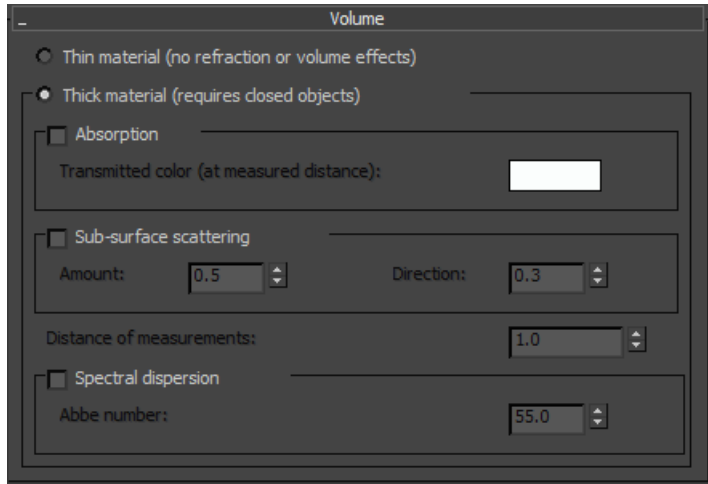 Volume
Thin material (no refraction or volume effects)
Thick material (requires closed objects)
Absorption
Transmitted color (at measured distance):
Sub-surface scattering
Amount: 0.5 Direction: 0.3
Distance of measurements: 1.0
Spectral dispersion
Abbe number: 55.0